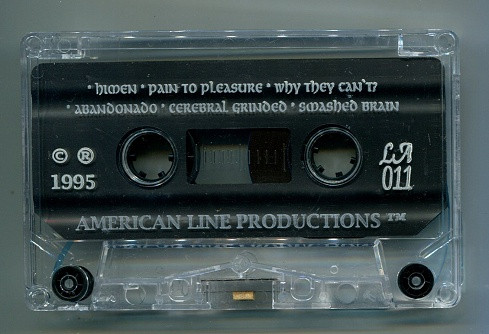 • HIMEN • PAIN TO PLEASURE • WHY THEY CAN'T?
• ABANDONADO • CEREBRAL GRINDED • SMASHED BRAIN
© ® LA
1995 011
AMERICAN LINE PRODUCTIONS ™